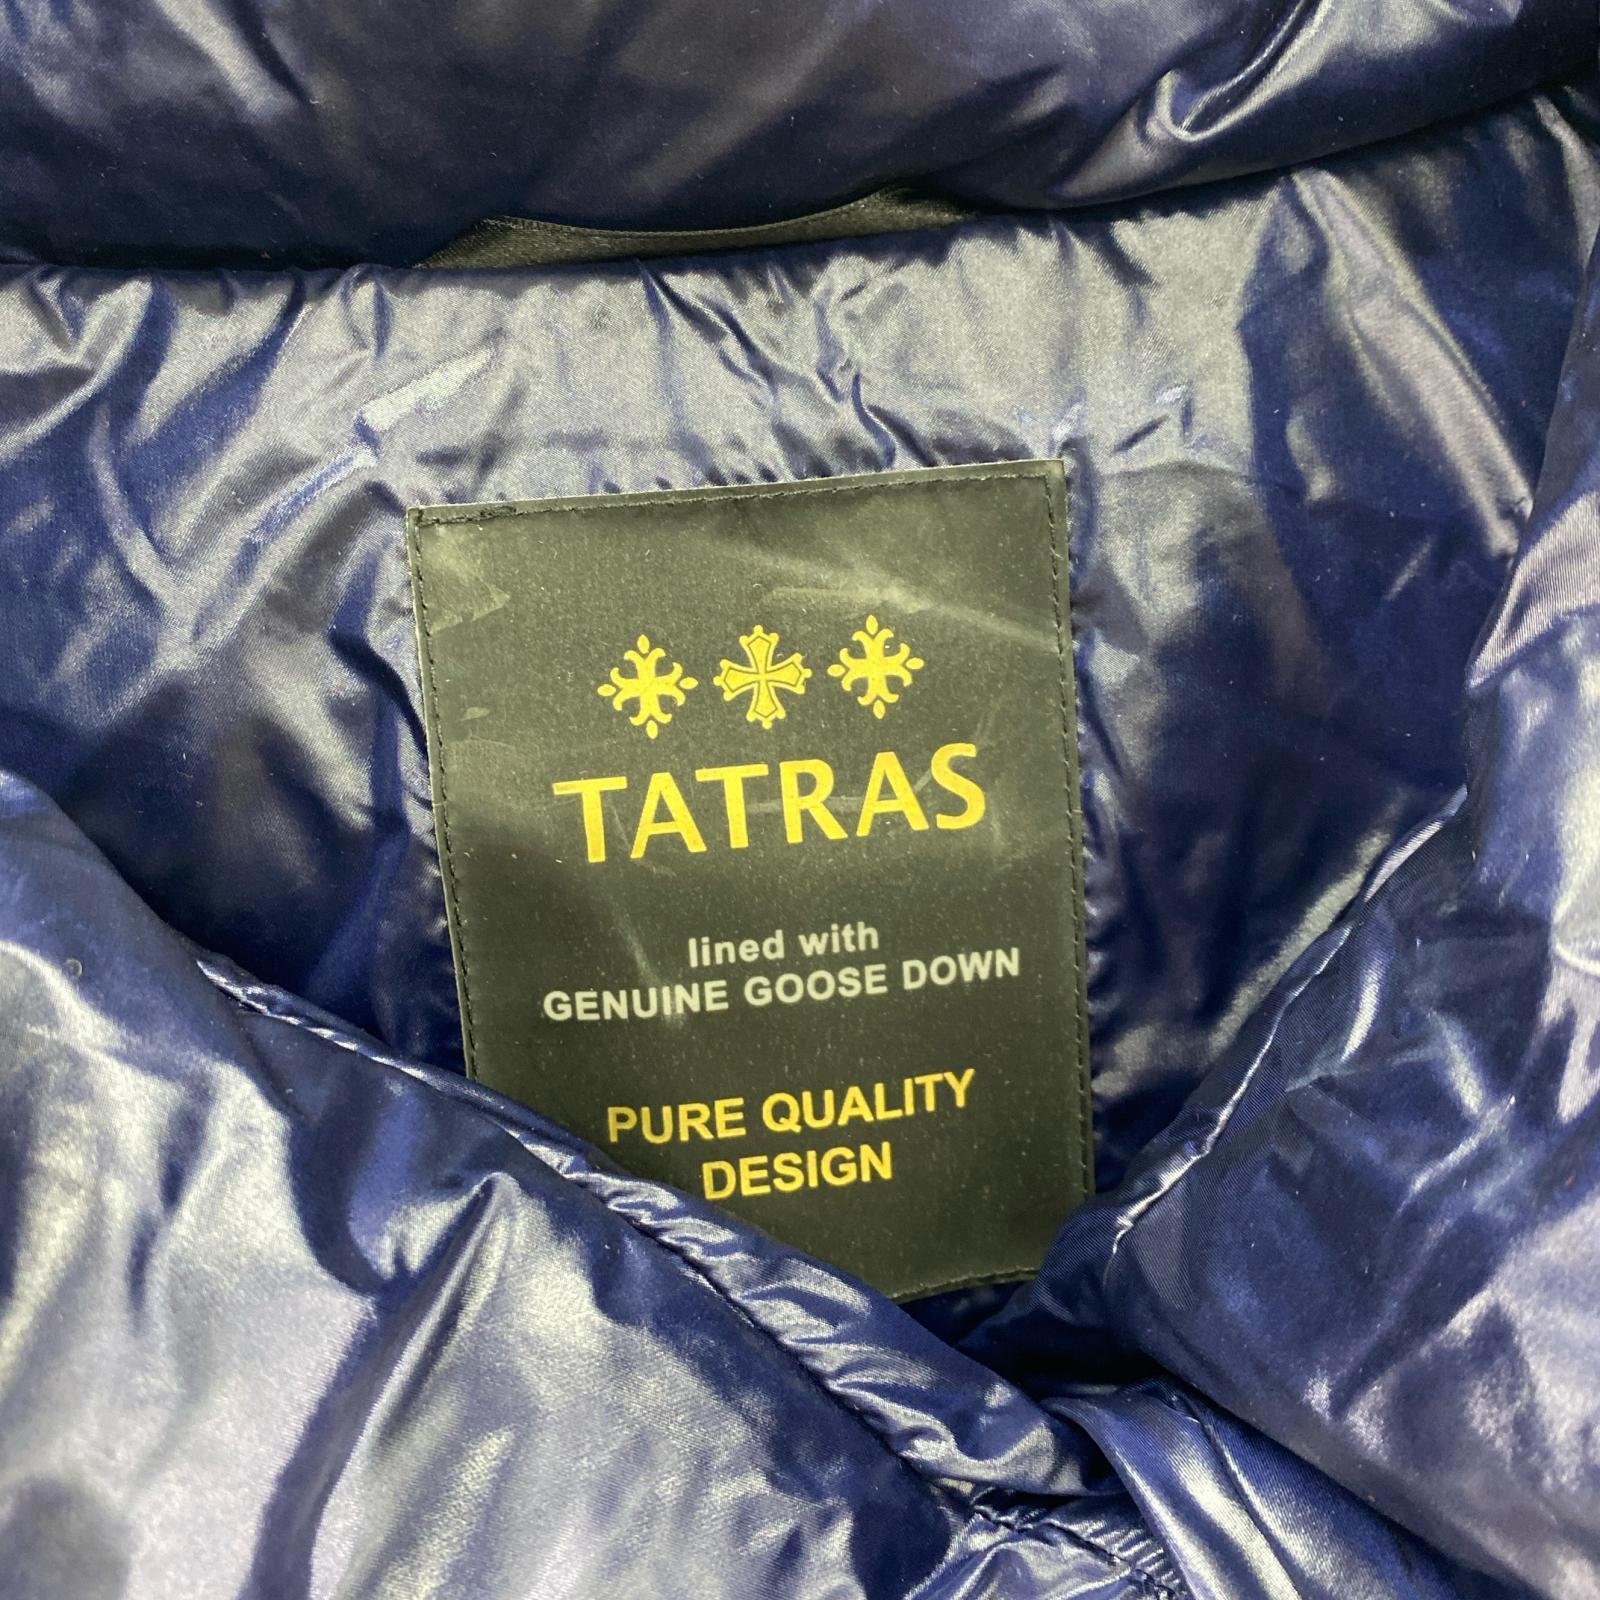 TATRAS
lined with
GENUINE GOOSE DOWN
PURE QUALITY
DESIGN